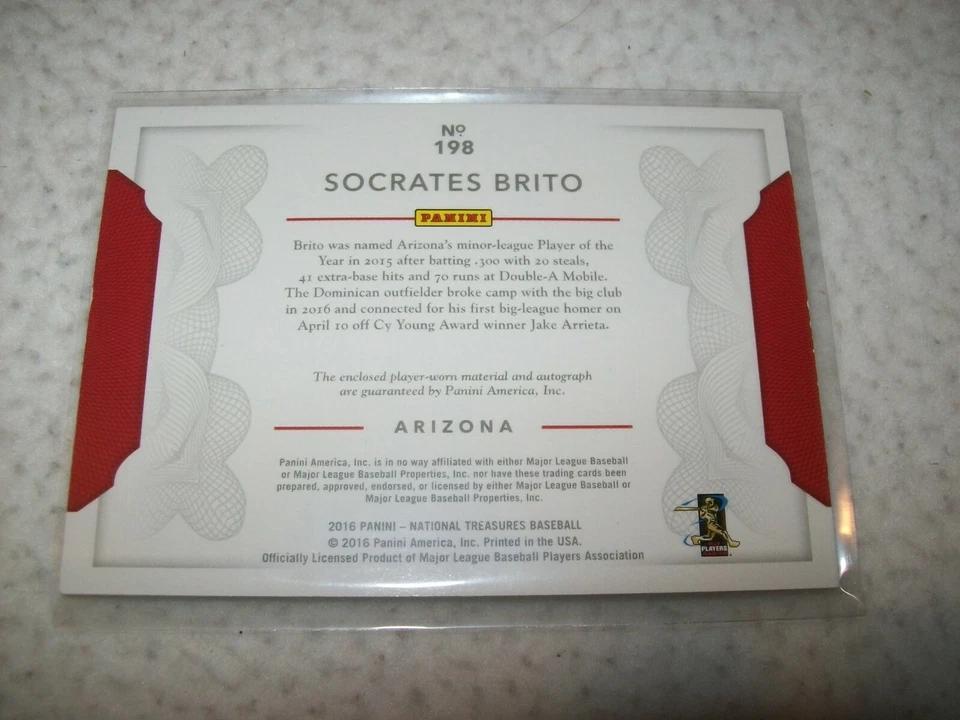 Nº
198
SOCRATES BRITO
PANINI
Brito was named Arizona's minor-league Player of the
Year in 2015 after batting .300 with 20 steals,
41 extra-base hits and 70 runs at Double-A Mobile.
The Dominican outfielder broke camp with the big club
in 2016 and connected for his first big-league homer on
April 10 off Cy Young Award winner Jake Arrieta.
The enclosed player-worn material and autograph
are guaranteed by Panini America, Inc.
ARIZONA
Panini America, Inc. is in no way affiliated with either Major League Baseball
or Major League Baseball Properties, Inc. nor have these trading cards been
prepared, approved, endorsed, or licensed by either Major League Baseball or
Major League Baseball Properties, Inc.
2016 PANINI – NATIONAL TREASURES BASEBALL
© 2016 Panini America, Inc. Printed in the USA.
Officially Licensed Product of Major League Baseball Players Association
PLAYERS